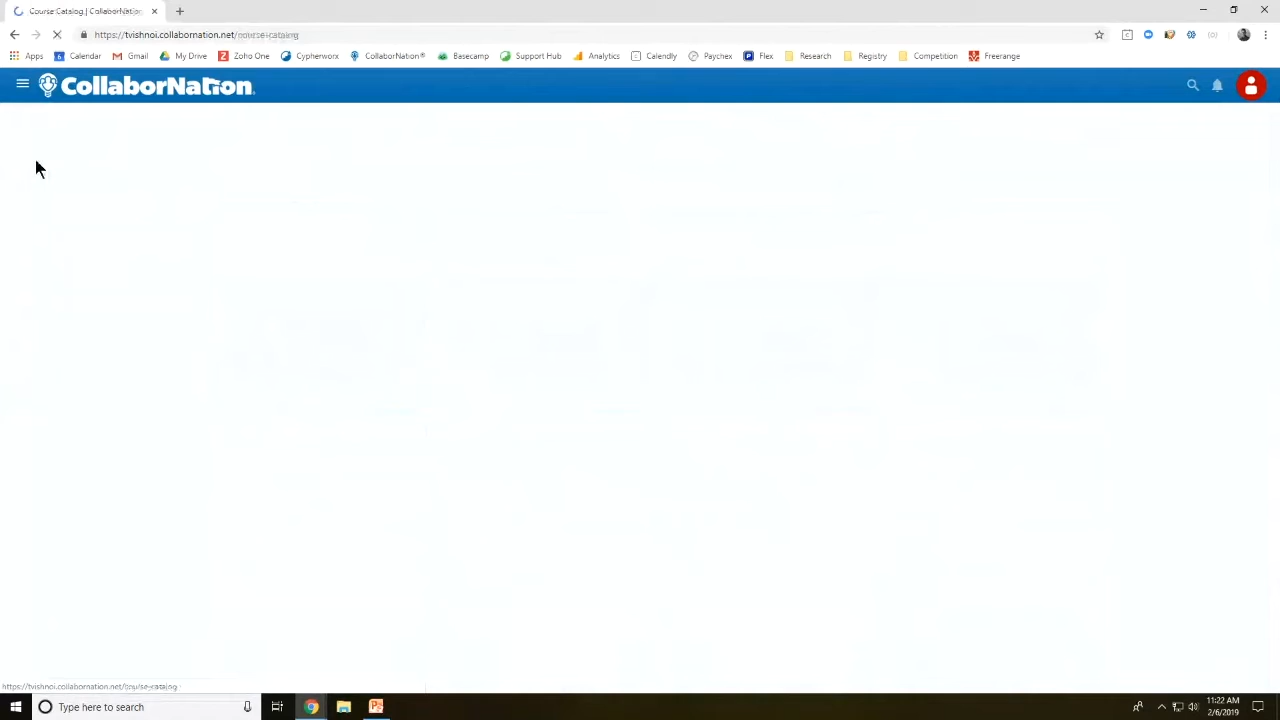 Course Catalog | CollaborNation
https://tvishnoi.collabornation.net/course-catalog
Apps Calendar Gmail My Drive Zoho One Cypherworx CollaborNation® Basecamp Support Hub Analytics Calendly Paychex Flex Research Registry Competition Freerange
CollaborNation
https://tvishnoi.collabornation.net/course-catalog
Type here to search
11:22 AM
2/6/2019